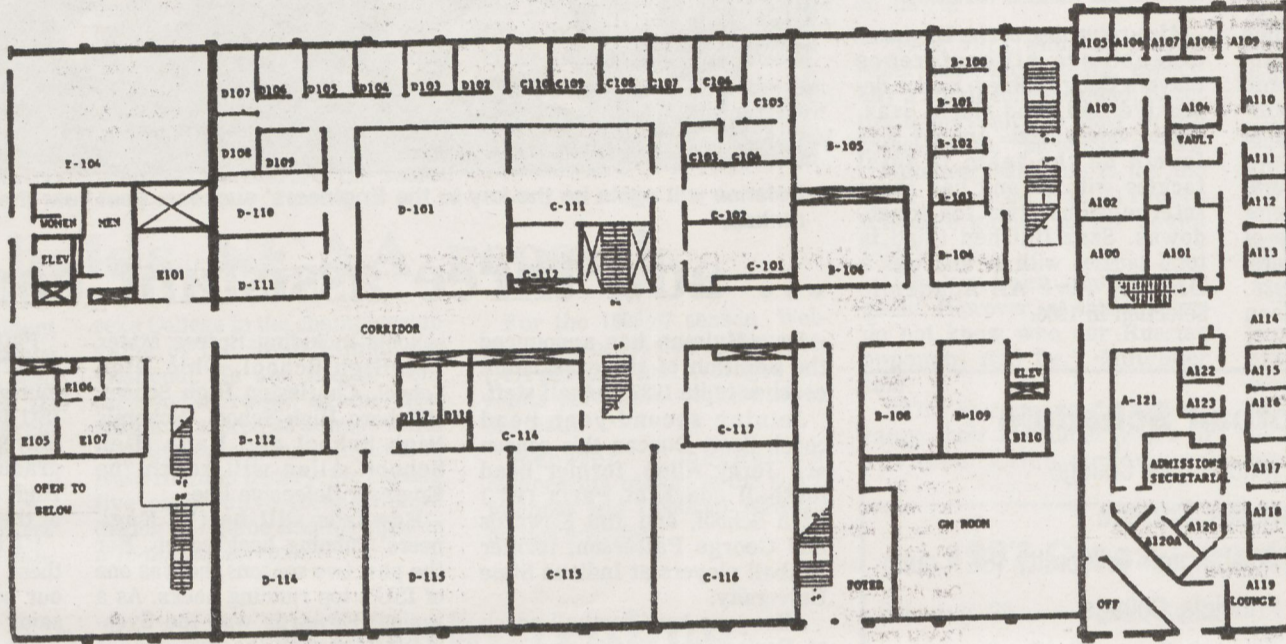 A105 A106 A107 A108 A109
B-100
D107 D106 D105 D104 D103 D102 C110 C109 C108 C107 C106
C105
B-101
A103
A104
A110
VAULT
D108
D109
B-105
B-102
A111
E-104
C103 C104
WOMEN
MEN
D-110
D-101
C-111
C-102
B-103
A102
A112
ELEV
E101
D-111
C-112
C-101
B-106
B-104
A100
A101
A113
DN
CORRIDOR
A114
E106
D117
ELEV
A-121
A122
A115
A123
A116
E105
E107
D-112
C-114
C-117
B-108
B-109
B110
OPEN TO
BELOW
ADMISSIONS
SECRETARIAL
A117
GM ROOM
A120
A120A
A118
D-114
D-115
C-115
C-116
FOYER
OFF
A119
LOUNGE